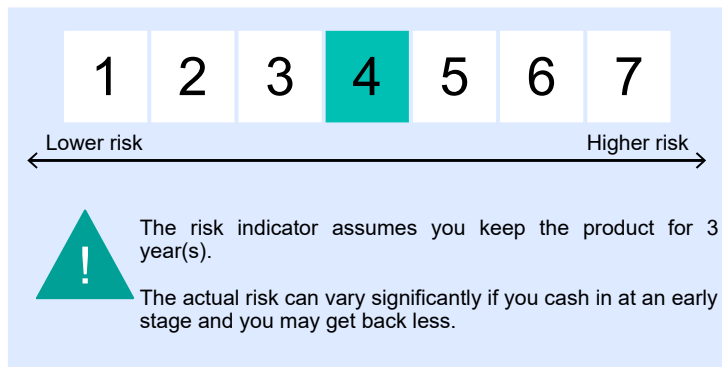 1 2 3 4 5 6 7
Lower risk Higher risk
The risk indicator assumes you keep the product for 3
year(s).
!
The actual risk can vary significantly if you cash in at an early
stage and you may get back less.